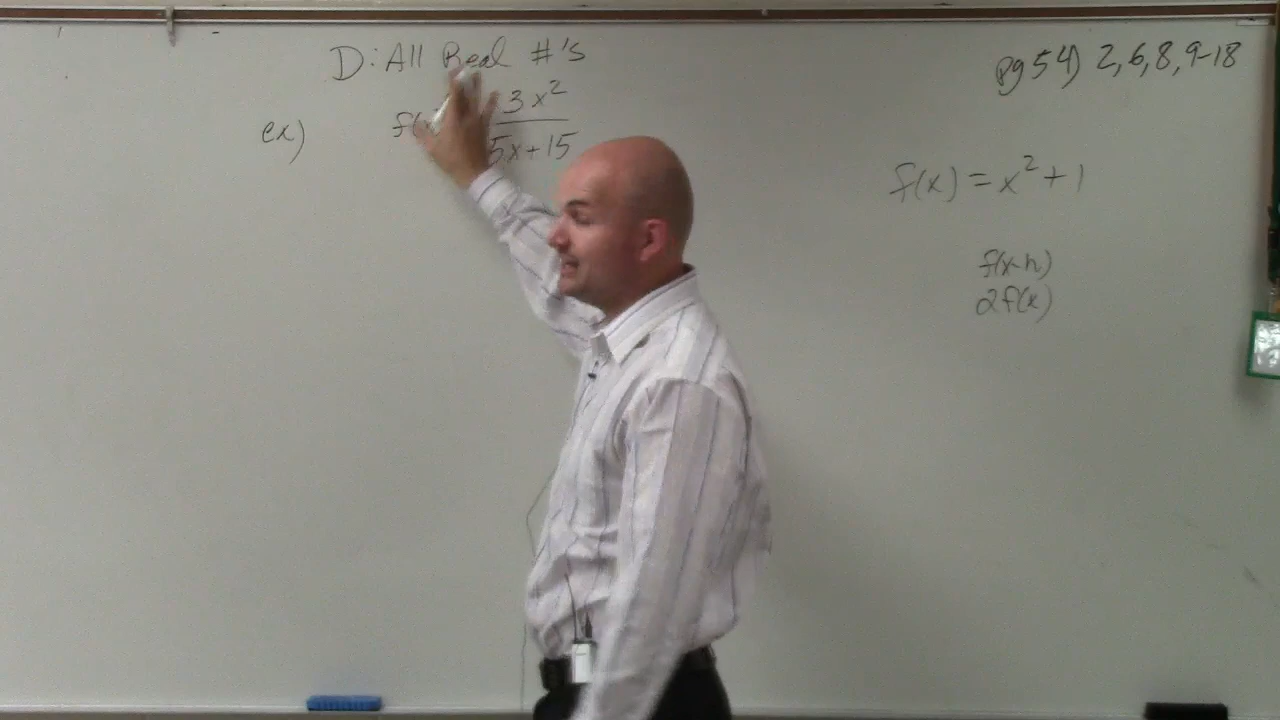 D: All Real #'s
ex) f( 3x²
5x+15
pg 54) 2, 6, 8, 9-18
f(x) = x² + 1
f(x-h)
2f(x)